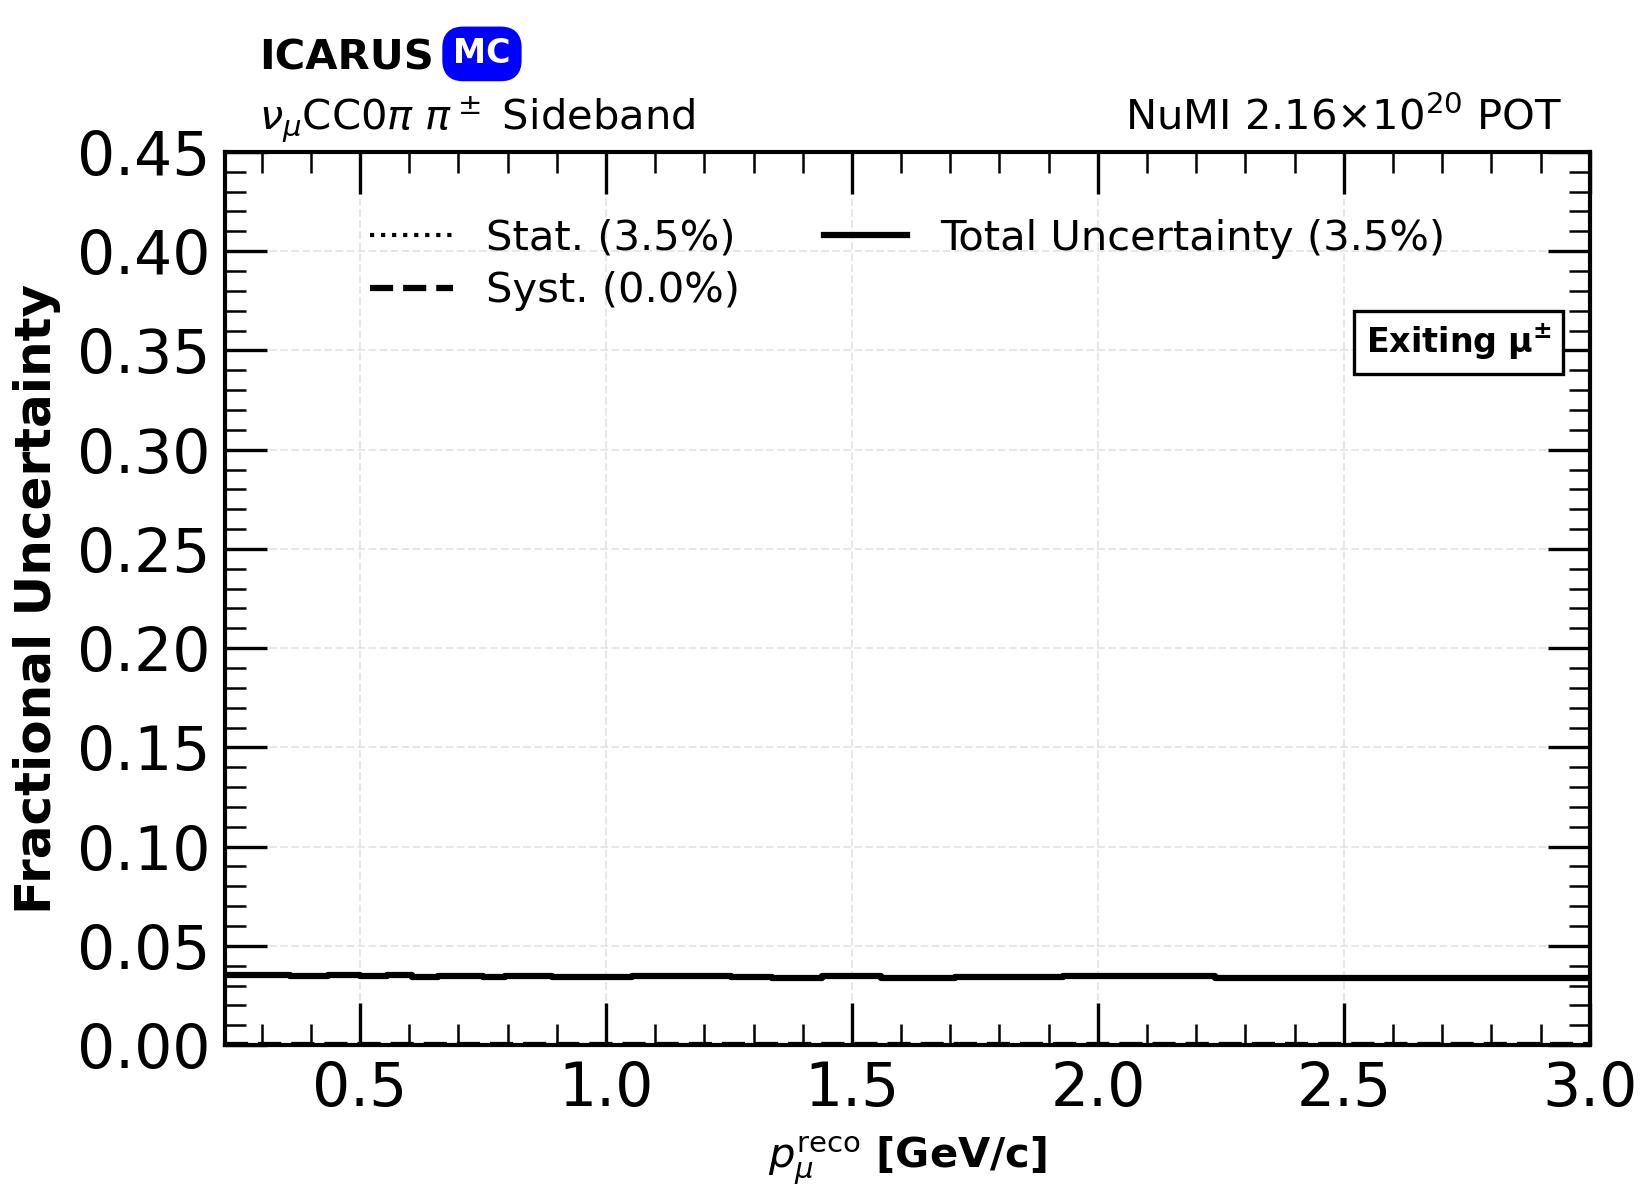 ICARUS MC
νμCC0π π± Sideband NuMI 2.16×10²⁰ POT
Stat. (3.5%) Total Uncertainty (3.5%)
Syst. (0.0%)
Exiting μ±
Fractional Uncertainty
0.45
0.40
0.35
0.30
0.25
0.20
0.15
0.10
0.05
0.00
0.5 1.0 1.5 2.0 2.5 3.0
pμ^reco [GeV/c]